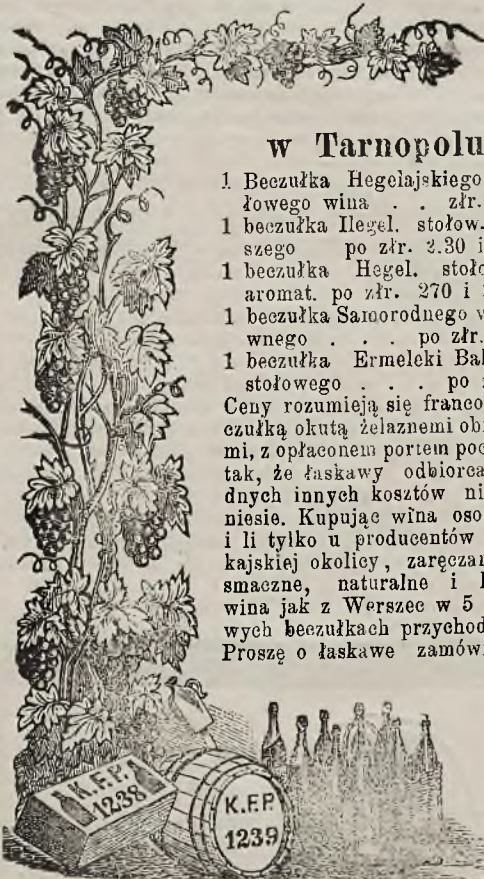 w Tarnopolu
1 Beczułka Hegelajskiego
łowego wina . . złr.
1 beczułka Ilegel. stołow.
szego po złr. 2.30 i
1 beczułka Hegel. stoło
aromat. po złr. 270 i
1 beczułka Samorodnego w
wnego . . . po złr.
1 beczułka Ermelcki Bak
stołowego . . . po z
Ceny rozumieją się franco
czułką okutą żelaznemi obr
mi, z opłaconem portem poc
tak, że łaskawy odbiorca
dnych innych kosztów ni
niesie. Kupując wina oso
i li tylko u producentów
kajskiej okolicy, zaręczan
smaczne, naturalne i
wina jak z Werszec w 5
wych beczułkach przychod
Proszę o łaskawe zamów
K.F.P.
1238
K.F.P.
1239